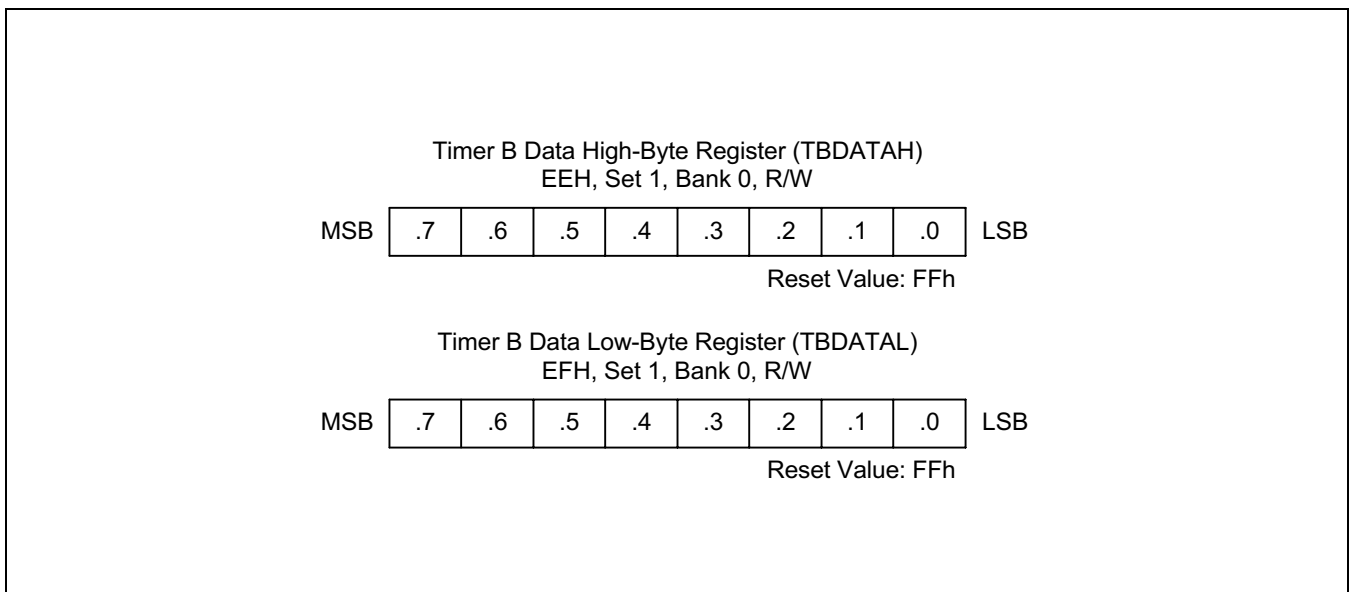 Timer B Data High-Byte Register (TBDATAH)
EEH, Set 1, Bank 0, R/W
MSB .7 .6 .5 .4 .3 .2 .1 .0 LSB
Reset Value: FFh
Timer B Data Low-Byte Register (TBDATAL)
EFH, Set 1, Bank 0, R/W
MSB .7 .6 .5 .4 .3 .2 .1 .0 LSB
Reset Value: FFh